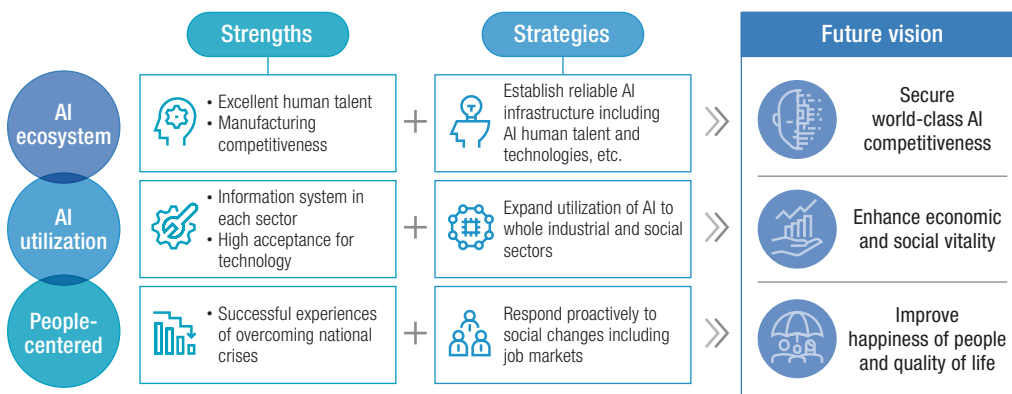 Strengths
Strategies
Future vision
AI
ecosystem
• Excellent human talent
• Manufacturing
competitiveness
+
Establish reliable AI
infrastructure including
AI human talent and
technologies, etc.
Secure
world-class AI
competitiveness
AI
utilization
• Information system in
each sector
• High acceptance for
technology
+
Expand utilization of AI to
whole industrial and social
sectors
Enhance economic
and social vitality
People-
centered
• Successful experiences
of overcoming national
crises
+
Respond proactively to
social changes including
job markets
Improve
happiness of people
and quality of life